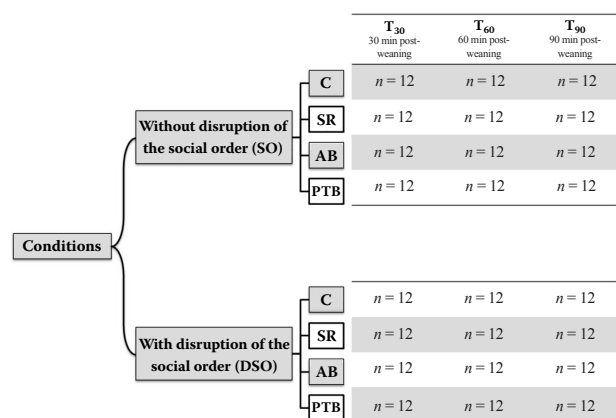 T30 T60 T90
30 min post- 60 min post- 90 min post-
weaning weaning weaning
C n = 12 n = 12 n = 12
Without disruption of
the social order (SO)
SR n = 12 n = 12 n = 12
AB n = 12 n = 12 n = 12
PTB n = 12 n = 12 n = 12
Conditions
C n = 12 n = 12 n = 12
With disruption of the
social order (DSO)
SR n = 12 n = 12 n = 12
AB n = 12 n = 12 n = 12
PTB n = 12 n = 12 n = 12